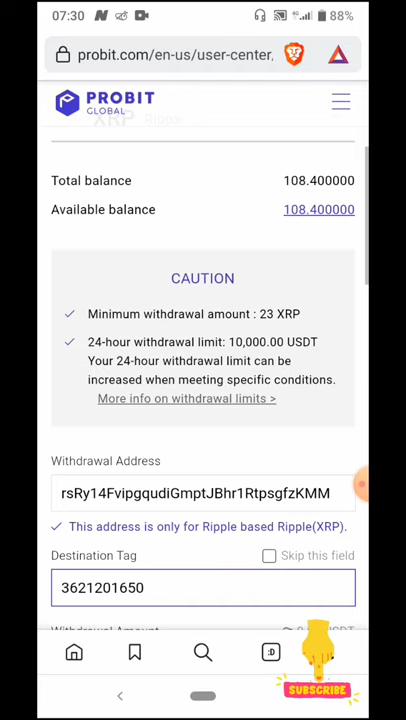 07:30
88%
probit.com/en-us/user-center,
PROBIT
GLOBAL
XRP Ripple
Total balance 108.400000
Available balance 108.400000
CAUTION
Minimum withdrawal amount : 23 XRP
24-hour withdrawal limit: 10,000.00 USDT
Your 24-hour withdrawal limit can be
increased when meeting specific conditions.
More info on withdrawal limits >
Withdrawal Address
rsRy14FvipgqudiGmptJBhr1RtpsgfzKMM
This address is only for Ripple based Ripple(XRP).
Destination Tag Skip this field
3621201650
Withdrawal Amount
:D
SUBSCRIBE